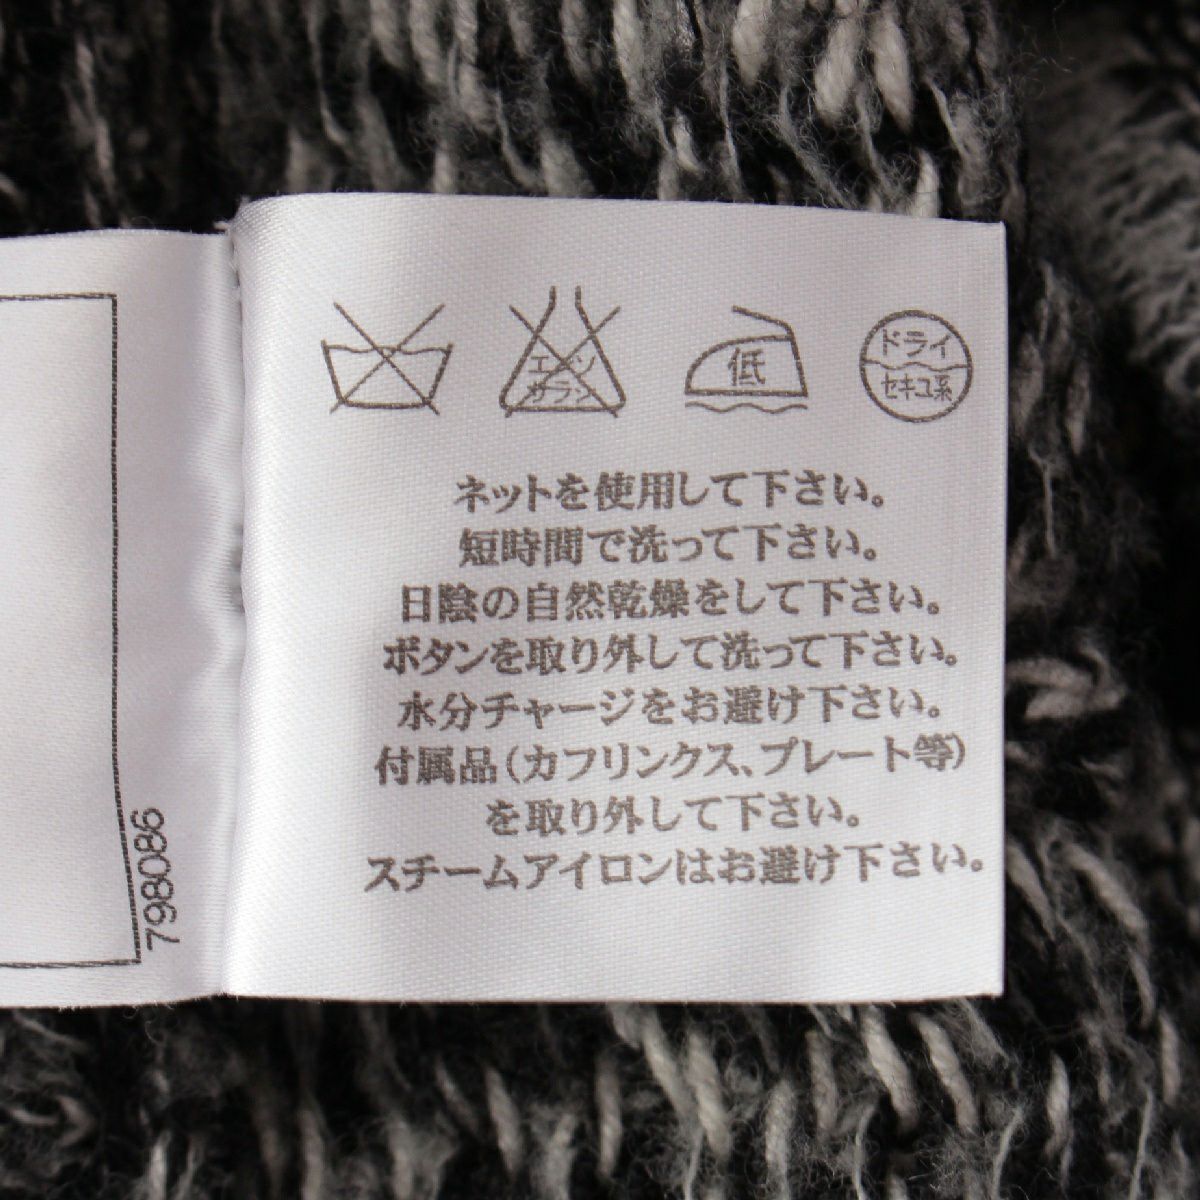 エンソ
サラシ
低
ドライ
セキユ系
ネットを使用して下さい。
短時間で洗って下さい。
日陰の自然乾燥をして下さい。
ボタンを取り外して洗って下さい。
水分チャージをお避け下さい。
付属品(カフリンクス、プレート等)
を取り外して下さい。
スチームアイロンはお避け下さい。
798086